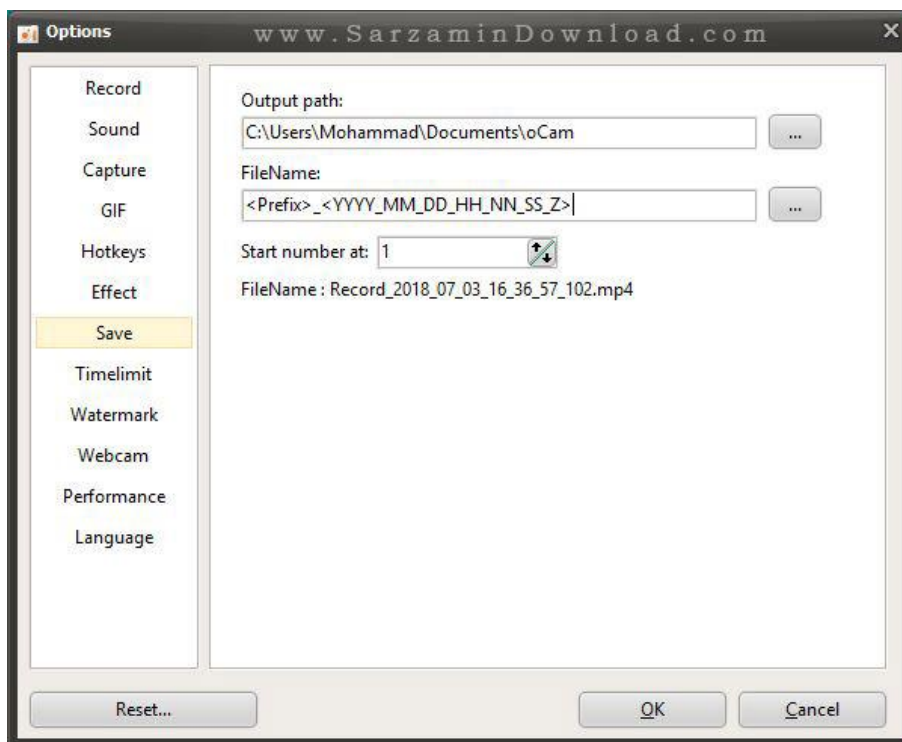 Options
www.SarzaminDownload.com
Record
Sound
Capture
GIF
Hotkeys
Effect
Save
Timelimit
Watermark
Webcam
Performance
Language
Output path:
C:\Users\Mohammad\Documents\oCam
...
FileName:
<Prefix>_<YYYY_MM_DD_HH_NN_SS_Z>
...
Start number at: 1
FileName : Record_2018_07_03_16_36_57_102.mp4
Reset...
OK
Cancel